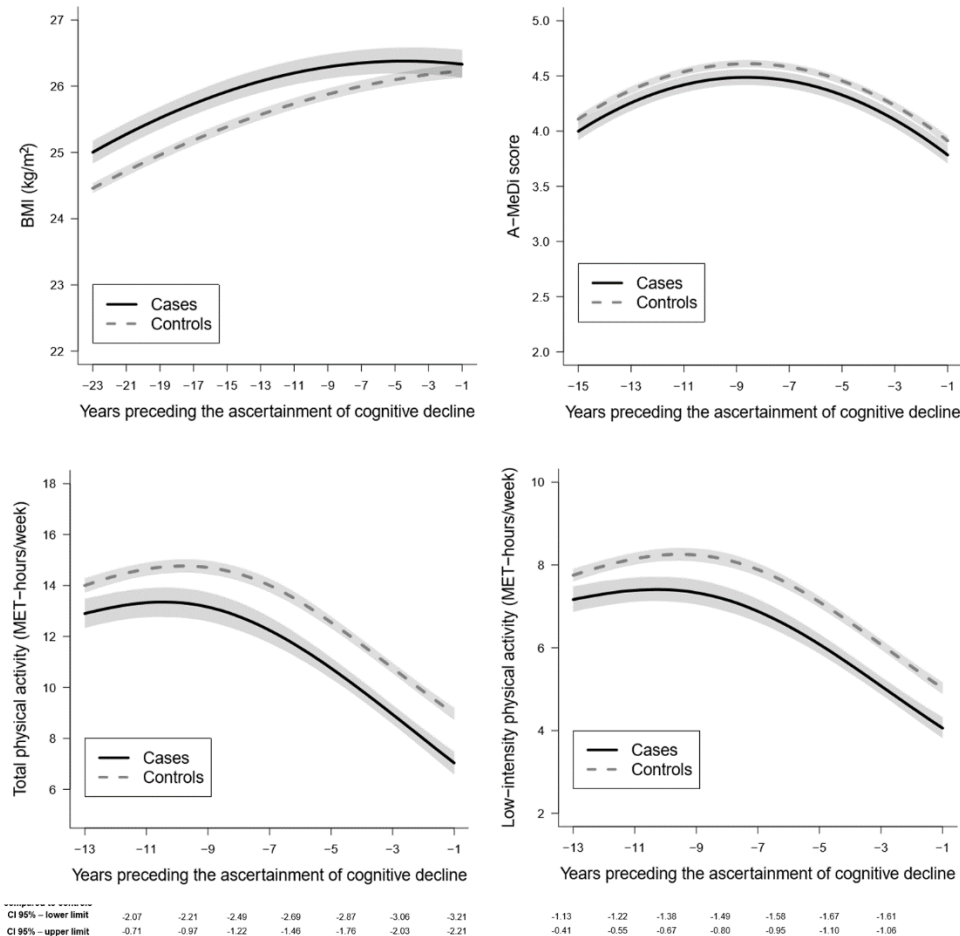 27
26
25
24
23
22
BMI (kg/m²)
Cases
Controls
−23 −21 −19 −17 −15 −13 −11 −9 −7 −5 −3 −1
Years preceding the ascertainment of cognitive decline
5.0
4.5
4.0
3.5
3.0
2.5
2.0
A−MeDi score
Cases
Controls
−15 −13 −11 −9 −7 −5 −3 −1
Years preceding the ascertainment of cognitive decline
18
16
14
12
10
8
6
Total physical activity (MET−hours/week)
Cases
Controls
−13 −11 −9 −7 −5 −3 −1
Years preceding the ascertainment of cognitive decline
10
8
6
4
2
Low−intensity physical activity (MET−hours/week)
Cases
Controls
−13 −11 −9 −7 −5 −3 −1
Years preceding the ascertainment of cognitive decline
compared to controls
CI 95% – lower limit -2.07 -2.21 -2.49 -2.69 -2.87 -3.06 -3.21 -1.13 -1.22 -1.38 -1.49 -1.58 -1.67 -1.61
CI 95% – upper limit -0.71 -0.97 -1.22 -1.46 -1.76 -2.03 -2.21 -0.41 -0.55 -0.67 -0.80 -0.95 -1.10 -1.06